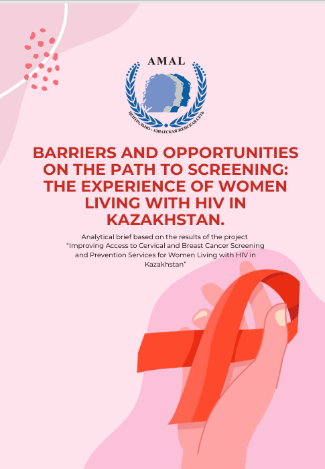 AMAL
BARRIERS AND OPPORTUNITIES
ON THE PATH TO SCREENING:
THE EXPERIENCE OF WOMEN
LIVING WITH HIV IN
KAZAKHSTAN.
Analytical brief based on the results of the project
"Improving Access to Cervical and Breast Cancer Screening
and Prevention Services for Women Living with HIV in
Kazakhstan"